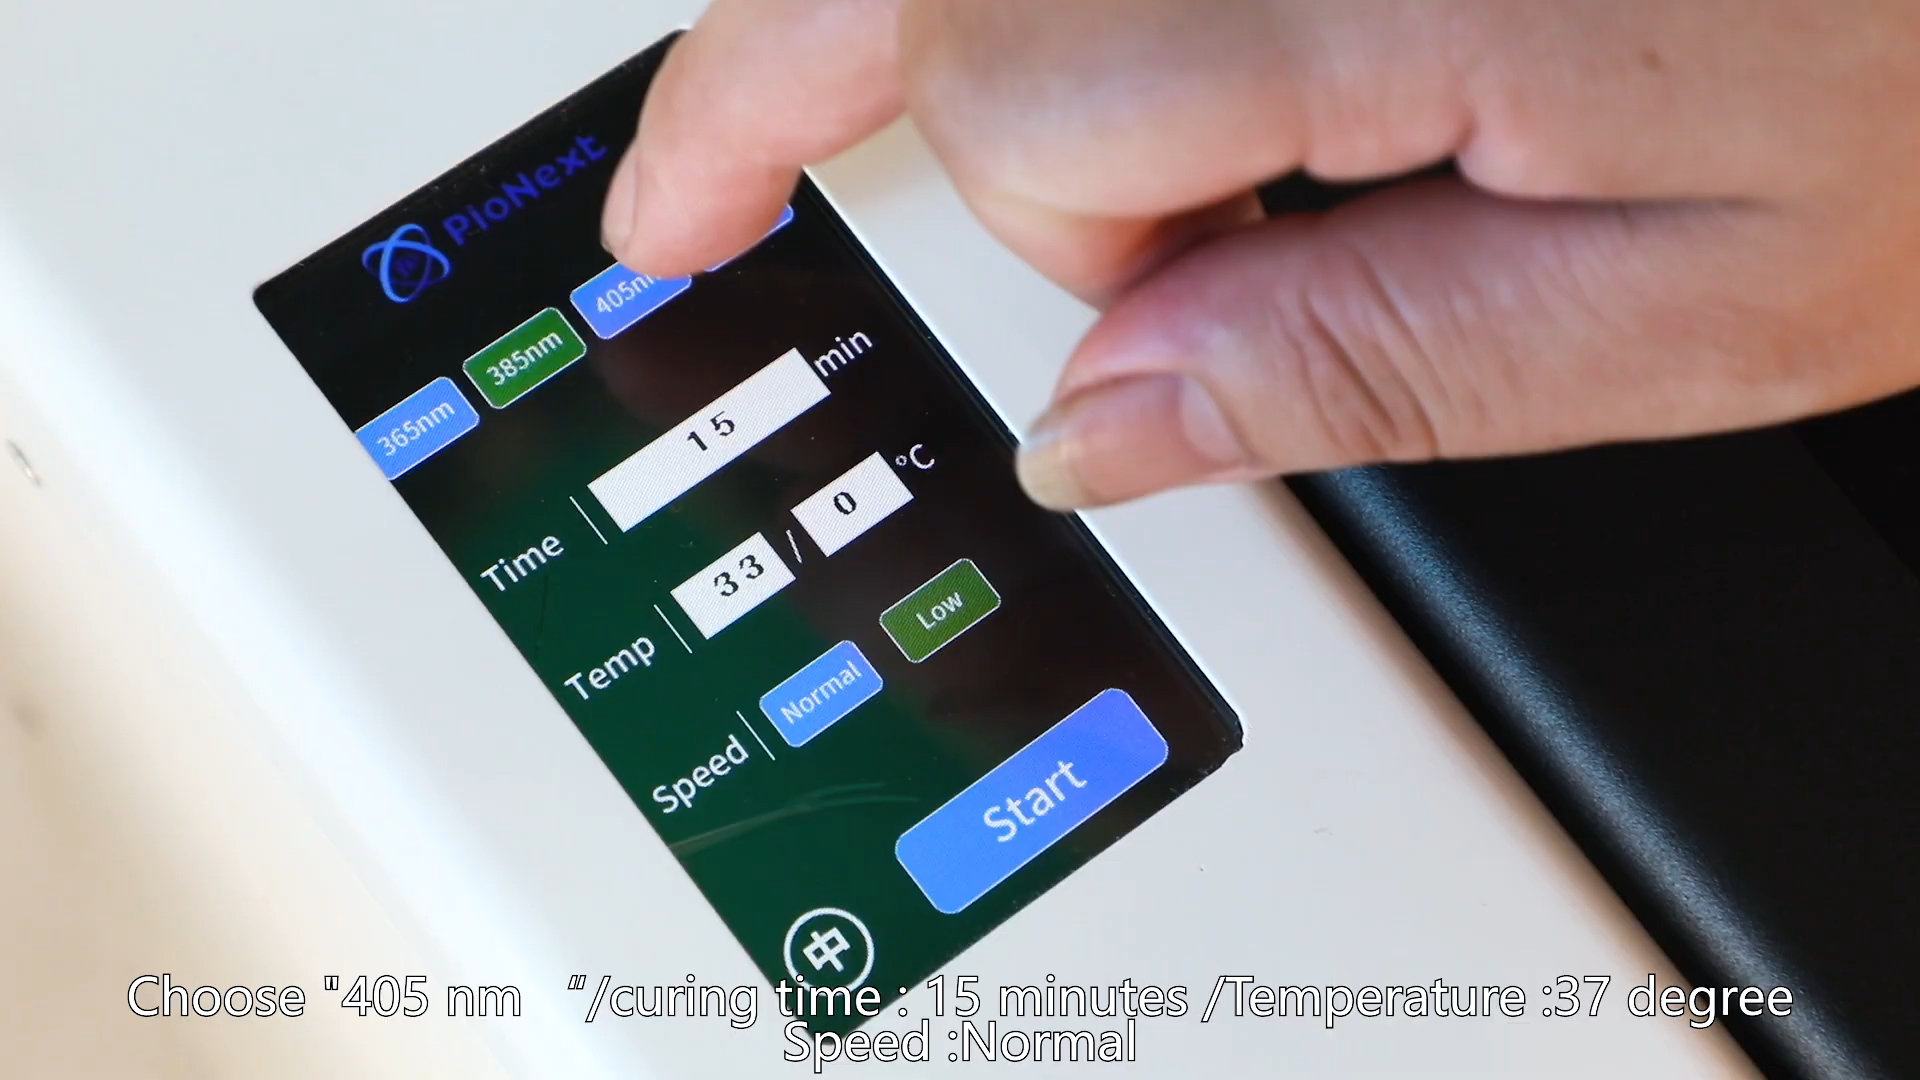 PioNext
365nm
385nm
405nm
Time | 15 min
Temp | 33 / 0 °C
Speed | Normal Low
Start
中
Choose "405 nm “/curing time : 15 minutes /Temperature :37 degree
Speed :Normal